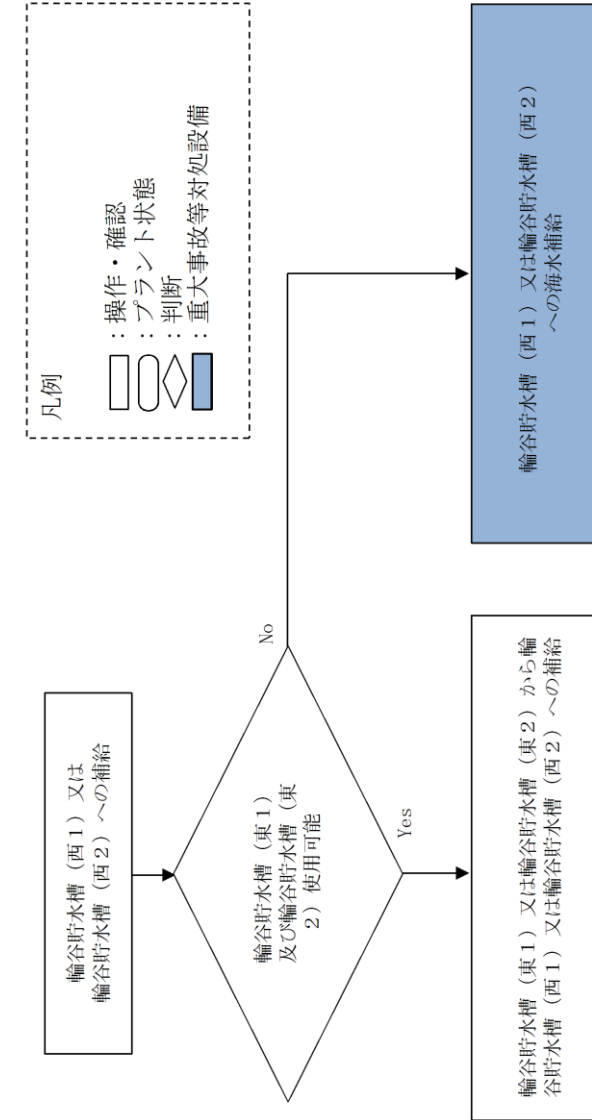 輪谷貯水槽（西１）又は
輪谷貯水槽（西２）への補給
輪谷貯水槽（東１）
及び輪谷貯水槽（東
２）使用可能
No
Yes
輪谷貯水槽（東１）又は輪谷貯水槽（東２）から輪
谷貯水槽（西１）又は輪谷貯水槽（西２）への補給
輪谷貯水槽（西１）又は輪谷貯水槽（西２）
への海水補給
凡例
：操作・確認
：プラント状態
：判断
：重大事故等対処設備